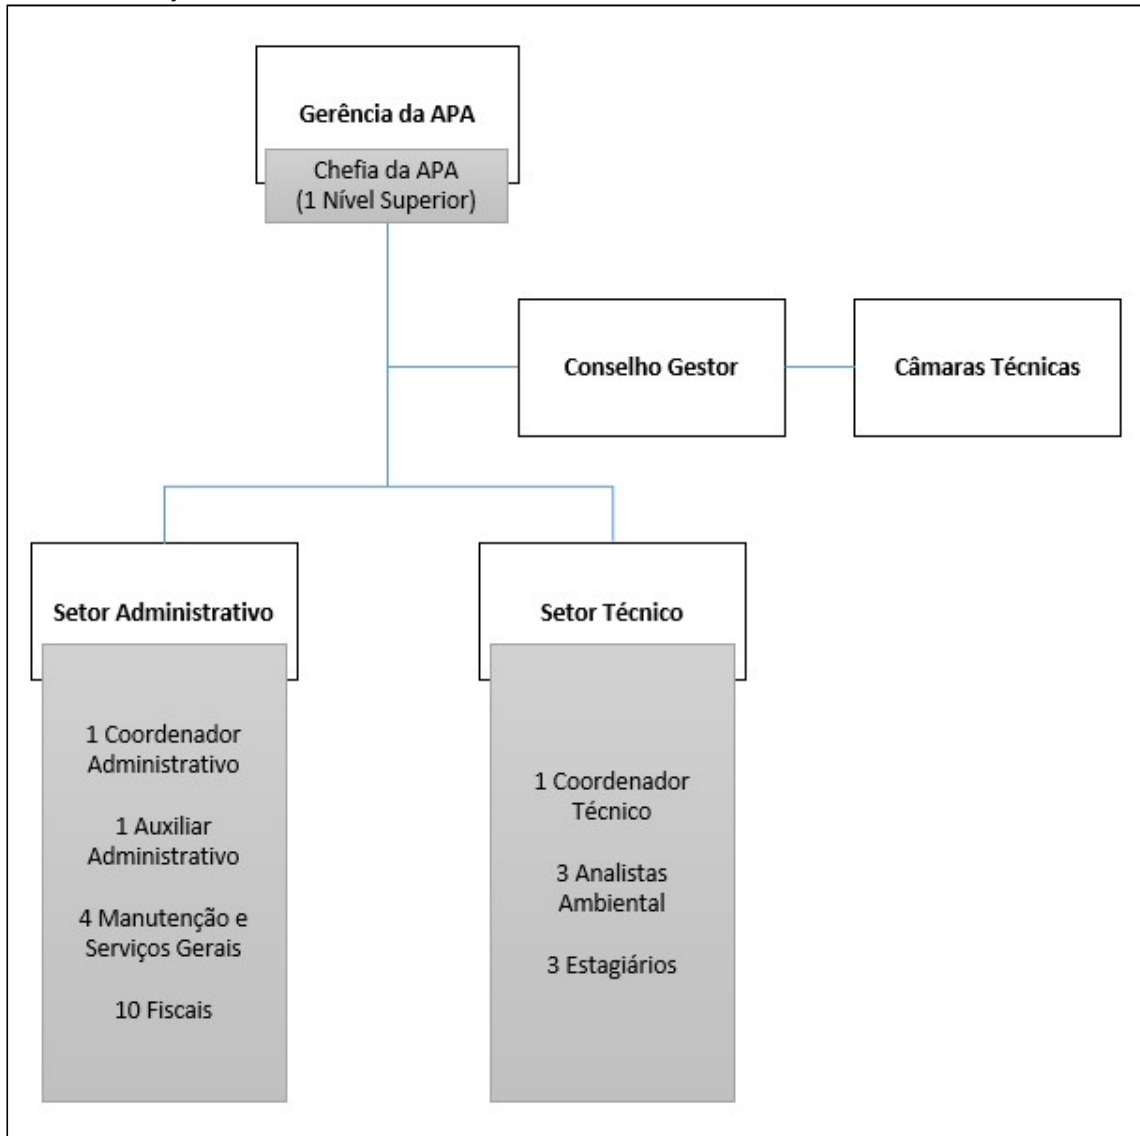 Gerência da APA
Chefia da APA
(1 Nível Superior)
Conselho Gestor
Câmaras Técnicas
Setor Administrativo
1 Coordenador
Administrativo
1 Auxiliar
Administrativo
4 Manutenção e
Serviços Gerais
10 Fiscais
Setor Técnico
1 Coordenador
Técnico
3 Analistas
Ambiental
3 Estagiários